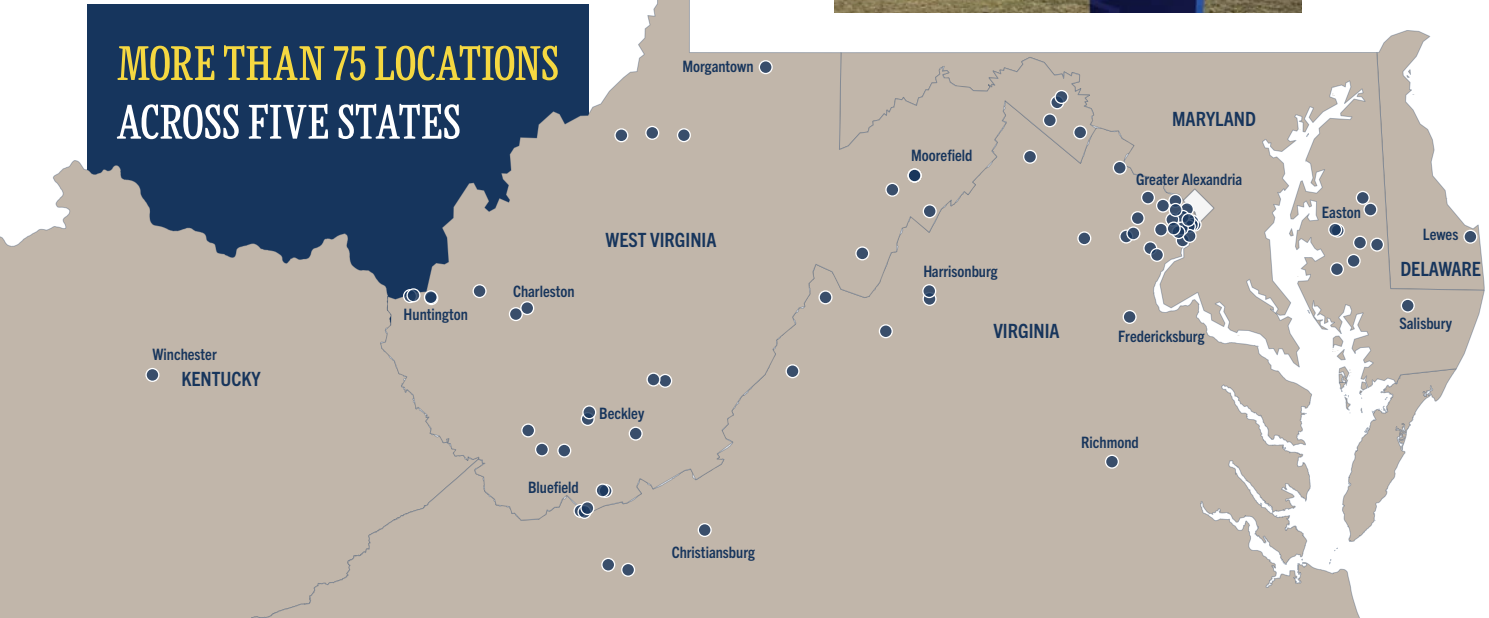 MORE THAN 75 LOCATIONS
ACROSS FIVE STATES
Morgantown
MARYLAND
Moorefield
Greater Alexandria
Easton
Lewes
WEST VIRGINIA
DELAWARE
Harrisonburg
Charleston
Huntington
VIRGINIA
Fredericksburg
Salisbury
Winchester
KENTUCKY
Beckley
Richmond
Bluefield
Christiansburg